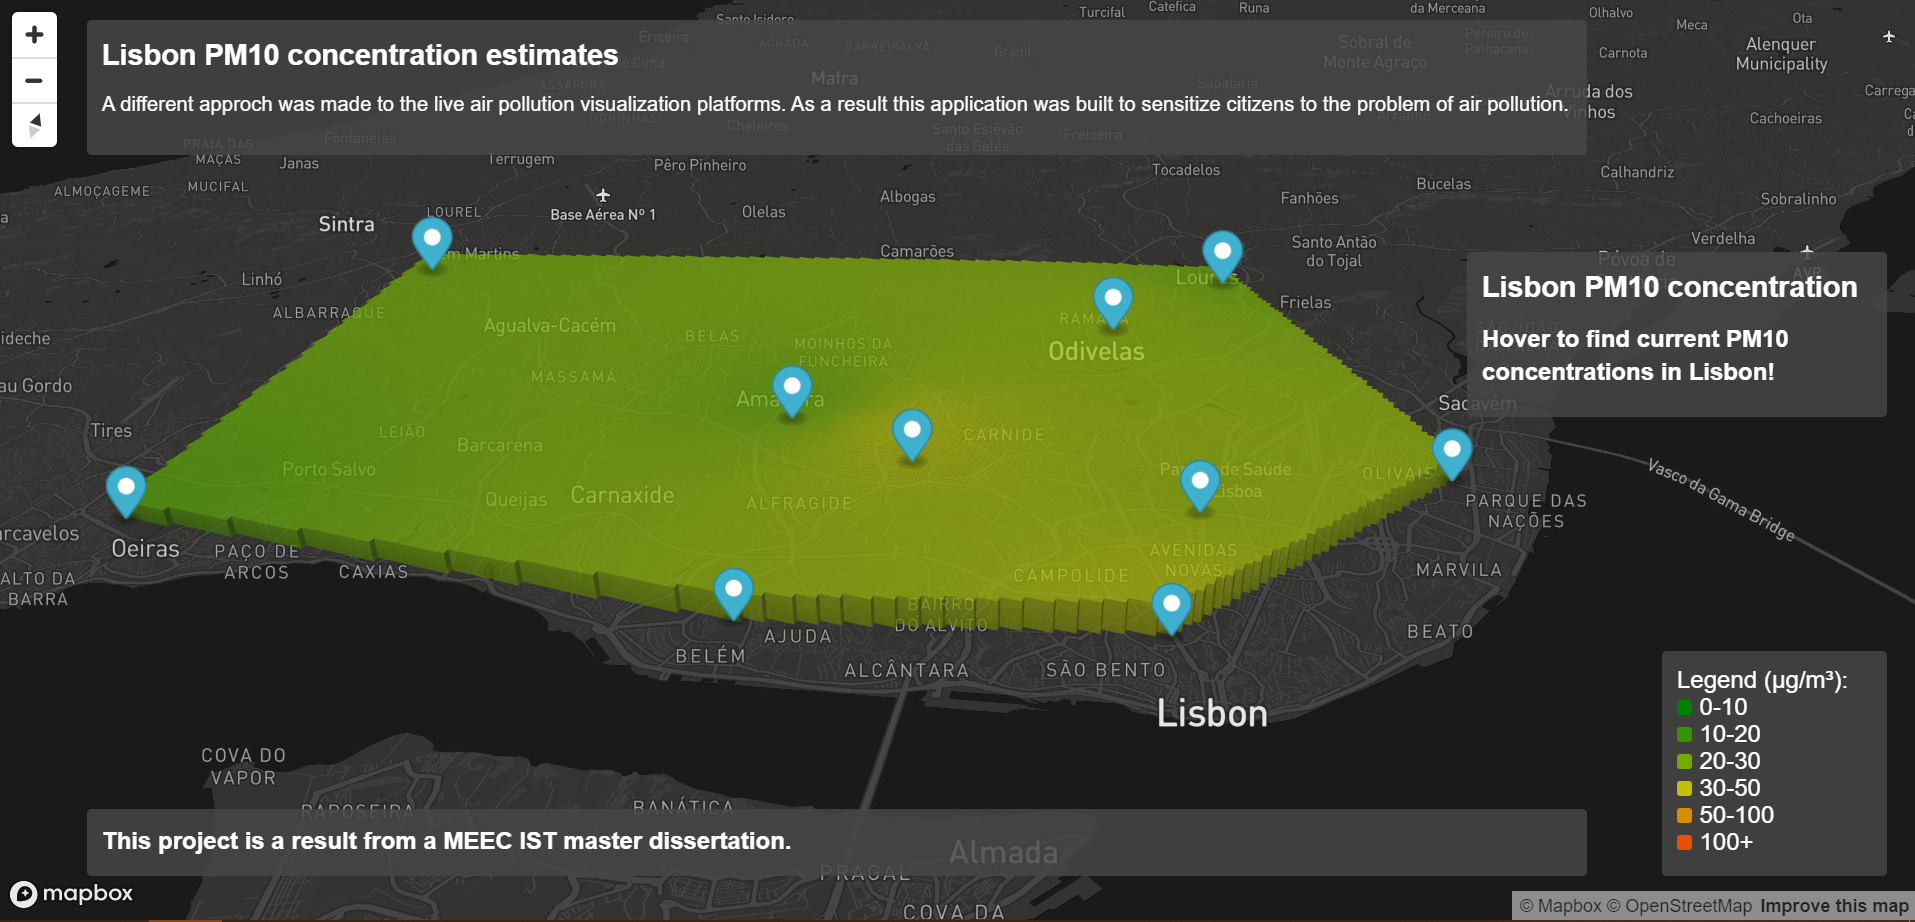 Santo Isidoro
Turcifal
Catefica
Runa
da Merceana
Olhalvo
Meca
Ota
Lisbon PM10 concentration estimates
Ericeira
ACHADA
BARREIRALVA
Gradil
Sobral de
Monte Agraço
Pereiro de
Palhacana
Carnota
Alenquer
Municipality
de Cima
ASSAFORA
Mafra
Sapataria
Arruda dos
Vinhos
Carrega
A different approch was made to the live air pollution visualization platforms. As a result this application was built to sensitize citizens to the problem of air pollution.
ODRINHAS
Cheleiros
Santo Estêvão
das Galés
Freixeira
Arranhó
Cachoeiras
PRAIA DAS
MAÇAS
Fontanelas
Janas
Terrugem
Pêro Pinheiro
Tocadelos
Bucelas
Calhandriz
ALMOÇAGEME
MUCIFAL
Base Aérea Nº 1
Olelas
Albogas
Fanhões
Sobralinho
Sintra
LOUREL
em Martins
Camarões
Santo Antão
do Tojal
Verdelha
Póvoa de
Linhó
Loures
Frielas
AVR
Lisbon PM10 concentration
Hover to find current PM10
concentrations in Lisbon!
ALBARRAQUE
Agualva-Cacém
BELAS
MOINHOS DA
FUNCHEIRA
RAMADA
Odivelas
ideche
au Gordo
MASSAMÁ
Amadora
Sacavém
Tires
LEIÃO
Barcarena
CARNIDE
Porto Salvo
Queijas
Carnaxide
ALFRAGIDE
Parque de Saúde
Lisboa
OLIVAIS
Vasco da Gama Bridge
PARQUE DAS
NAÇÕES
arcavelos
Oeiras
PAÇO DE
ARCOS
CAXIAS
AVENIDAS
NOVAS
CAMPOLIDE
MARVILA
ALTO DA
BARRA
BAIRRO
DO ALVITO
AJUDA
BELÉM
ALCÂNTARA
SÃO BENTO
BEATO
Lisbon
Legend (µg/m³):
0-10
10-20
20-30
30-50
50-100
100+
COVA DO
VAPOR
RAPOSEIRA
BANÁTICA
This project is a result from a MEEC IST master dissertation.
Almada
PRAGAL
COVA DA
mapbox
© Mapbox © OpenStreetMap Improve this map